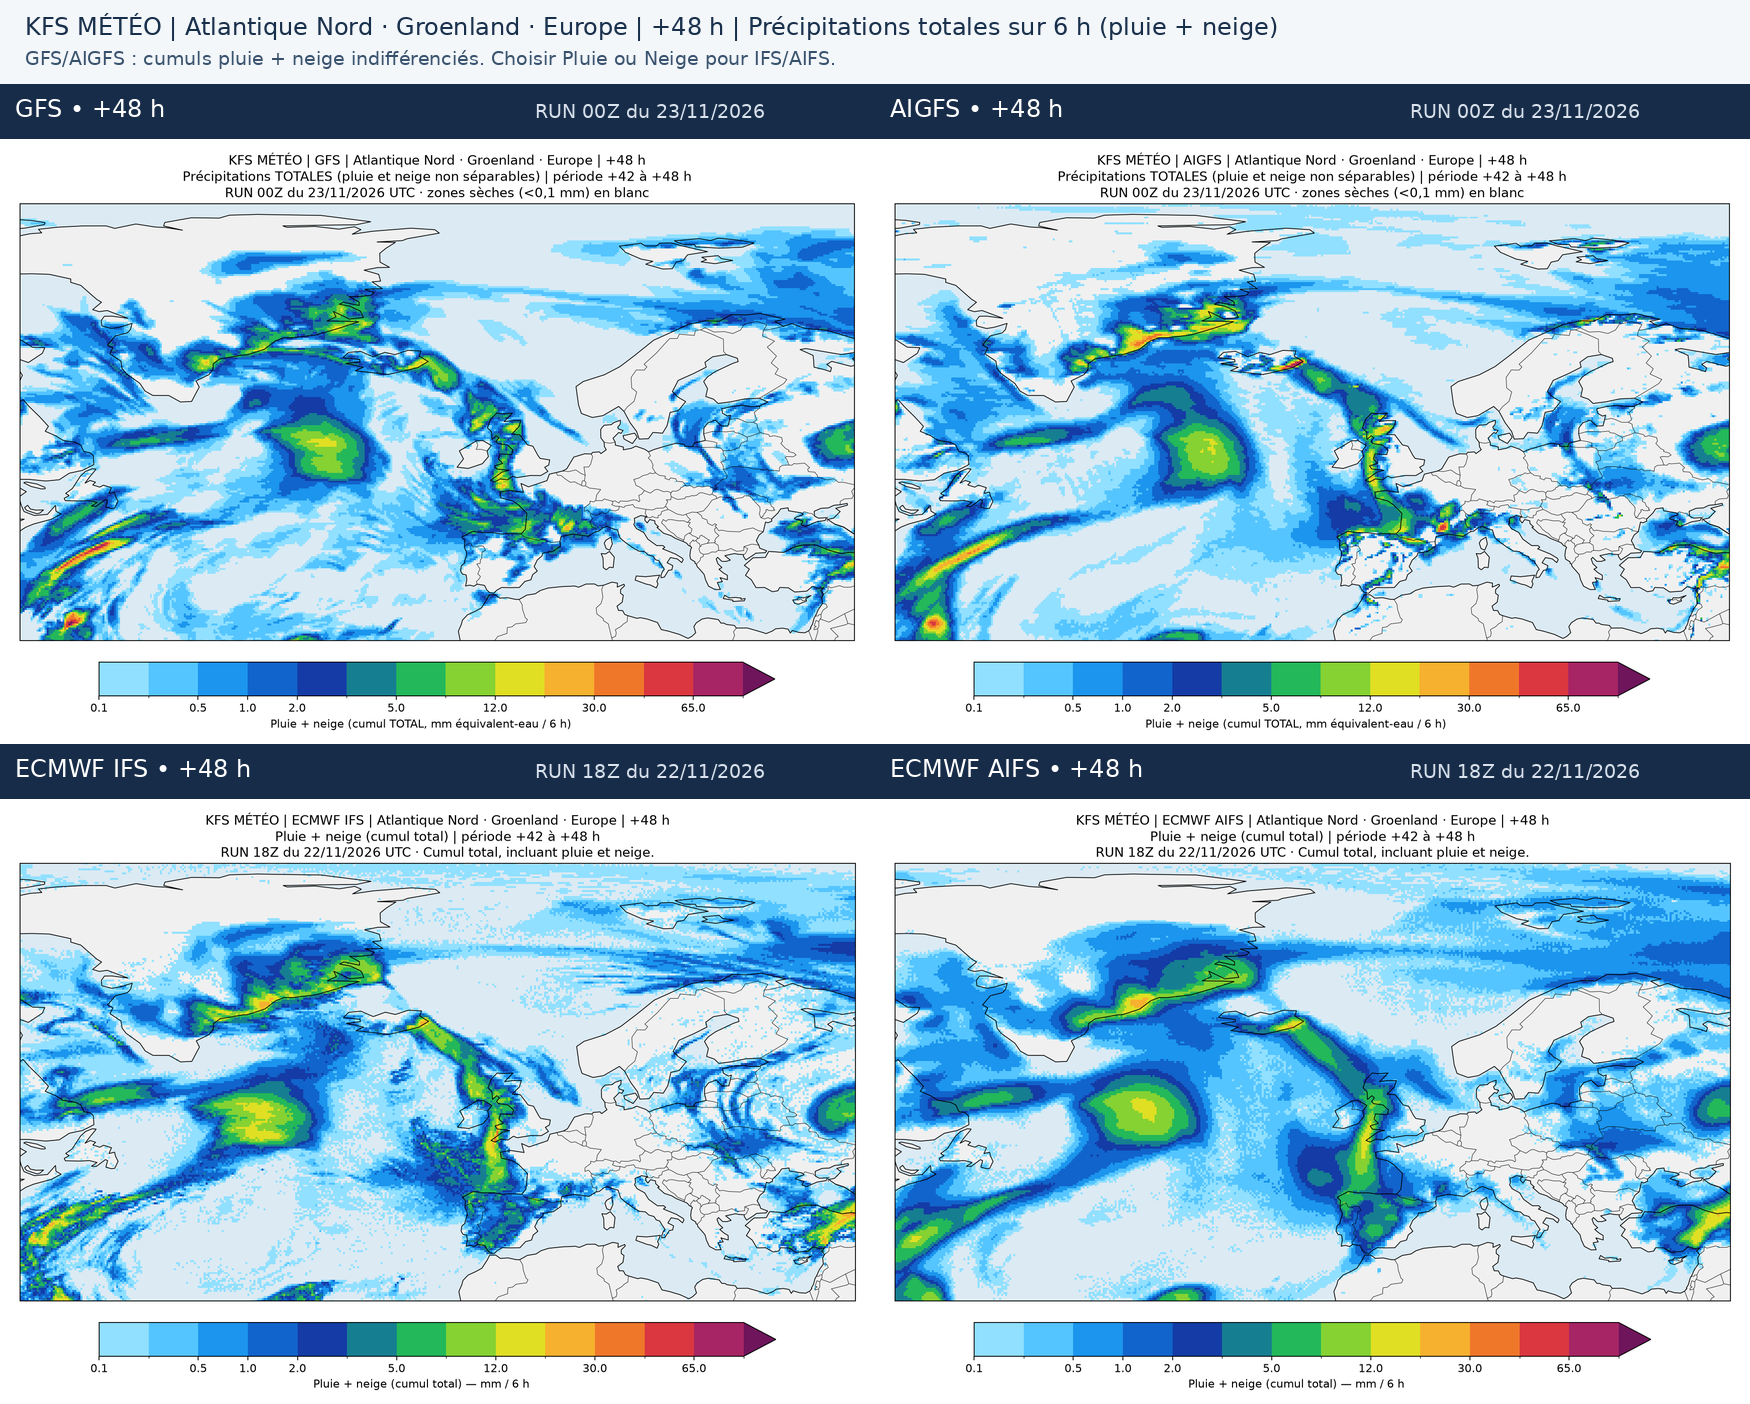 KFS MÉTÉO | Atlantique Nord · Groenland · Europe | +48 h | Précipitations totales sur 6 h (pluie + neige)
GFS/AIGFS : cumuls pluie + neige indifférenciés. Choisir Pluie ou Neige pour IFS/AIFS.
GFS • +48 h
RUN 00Z du 23/11/2026
AIGFS • +48 h
RUN 00Z du 23/11/2026
KFS MÉTÉO | GFS | Atlantique Nord · Groenland · Europe | +48 h
Précipitations TOTALES (pluie et neige non séparables) | période +42 à +48 h
RUN 00Z du 23/11/2026 UTC · zones sèches (<0,1 mm) en blanc
KFS MÉTÉO | AIGFS | Atlantique Nord · Groenland · Europe | +48 h
Précipitations TOTALES (pluie et neige non séparables) | période +42 à +48 h
RUN 00Z du 23/11/2026 UTC · zones sèches (<0,1 mm) en blanc
0.1 0.5 1.0 2.0 5.0 12.0 30.0 65.0
Pluie + neige (cumul TOTAL, mm équivalent-eau / 6 h)
0.1 0.5 1.0 2.0 5.0 12.0 30.0 65.0
Pluie + neige (cumul TOTAL, mm équivalent-eau / 6 h)
ECMWF IFS • +48 h
RUN 18Z du 22/11/2026
ECMWF AIFS • +48 h
RUN 18Z du 22/11/2026
KFS MÉTÉO | ECMWF IFS | Atlantique Nord · Groenland · Europe | +48 h
Pluie + neige (cumul total) | période +42 à +48 h
RUN 18Z du 22/11/2026 UTC · Cumul total, incluant pluie et neige.
KFS MÉTÉO | ECMWF AIFS | Atlantique Nord · Groenland · Europe | +48 h
Pluie + neige (cumul total) | période +42 à +48 h
RUN 18Z du 22/11/2026 UTC · Cumul total, incluant pluie et neige.
0.1 0.5 1.0 2.0 5.0 12.0 30.0 65.0
Pluie + neige (cumul total) — mm / 6 h
0.1 0.5 1.0 2.0 5.0 12.0 30.0 65.0
Pluie + neige (cumul total) — mm / 6 h